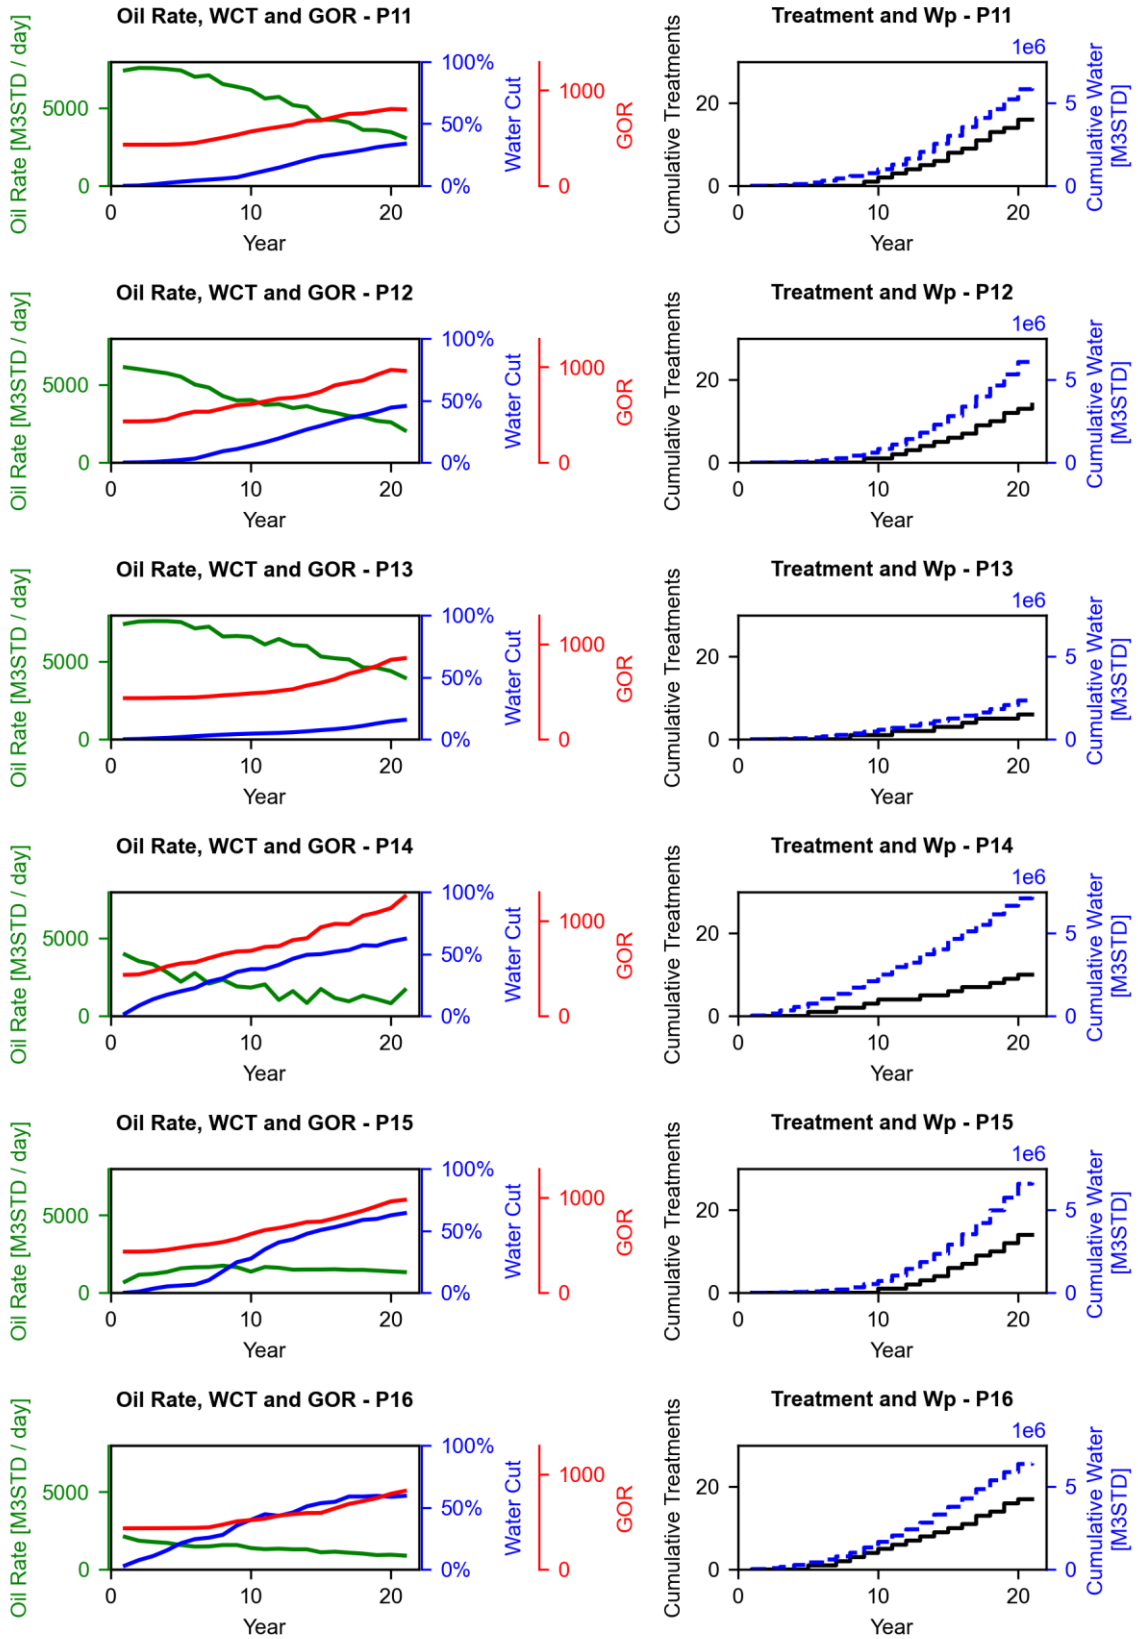 Oil Rate, WCT and GOR - P11
Oil Rate [M3STD / day]
5000
0
0
10
20
Year
100%
50%
0%
Water Cut
1000
0
GOR
Treatment and Wp - P11
Cumulative Treatments
20
0
0
10
20
Year
1e6
5
0
Cumulative Water
[M3STD]
Oil Rate, WCT and GOR - P12
Oil Rate [M3STD / day]
5000
0
0
10
20
Year
100%
50%
0%
Water Cut
1000
0
GOR
Treatment and Wp - P12
Cumulative Treatments
20
0
0
10
20
Year
1e6
5
0
Cumulative Water
[M3STD]
Oil Rate, WCT and GOR - P13
Oil Rate [M3STD / day]
5000
0
0
10
20
Year
100%
50%
0%
Water Cut
1000
0
GOR
Treatment and Wp - P13
Cumulative Treatments
20
0
0
10
20
Year
1e6
5
0
Cumulative Water
[M3STD]
Oil Rate, WCT and GOR - P14
Oil Rate [M3STD / day]
5000
0
0
10
20
Year
100%
50%
0%
Water Cut
1000
0
GOR
Treatment and Wp - P14
Cumulative Treatments
20
0
0
10
20
Year
1e6
5
0
Cumulative Water
[M3STD]
Oil Rate, WCT and GOR - P15
Oil Rate [M3STD / day]
5000
0
0
10
20
Year
100%
50%
0%
Water Cut
1000
0
GOR
Treatment and Wp - P15
Cumulative Treatments
20
0
0
10
20
Year
1e6
5
0
Cumulative Water
[M3STD]
Oil Rate, WCT and GOR - P16
Oil Rate [M3STD / day]
5000
0
0
10
20
Year
100%
50%
0%
Water Cut
1000
0
GOR
Treatment and Wp - P16
Cumulative Treatments
20
0
0
10
20
Year
1e6
5
0
Cumulative Water
[M3STD]